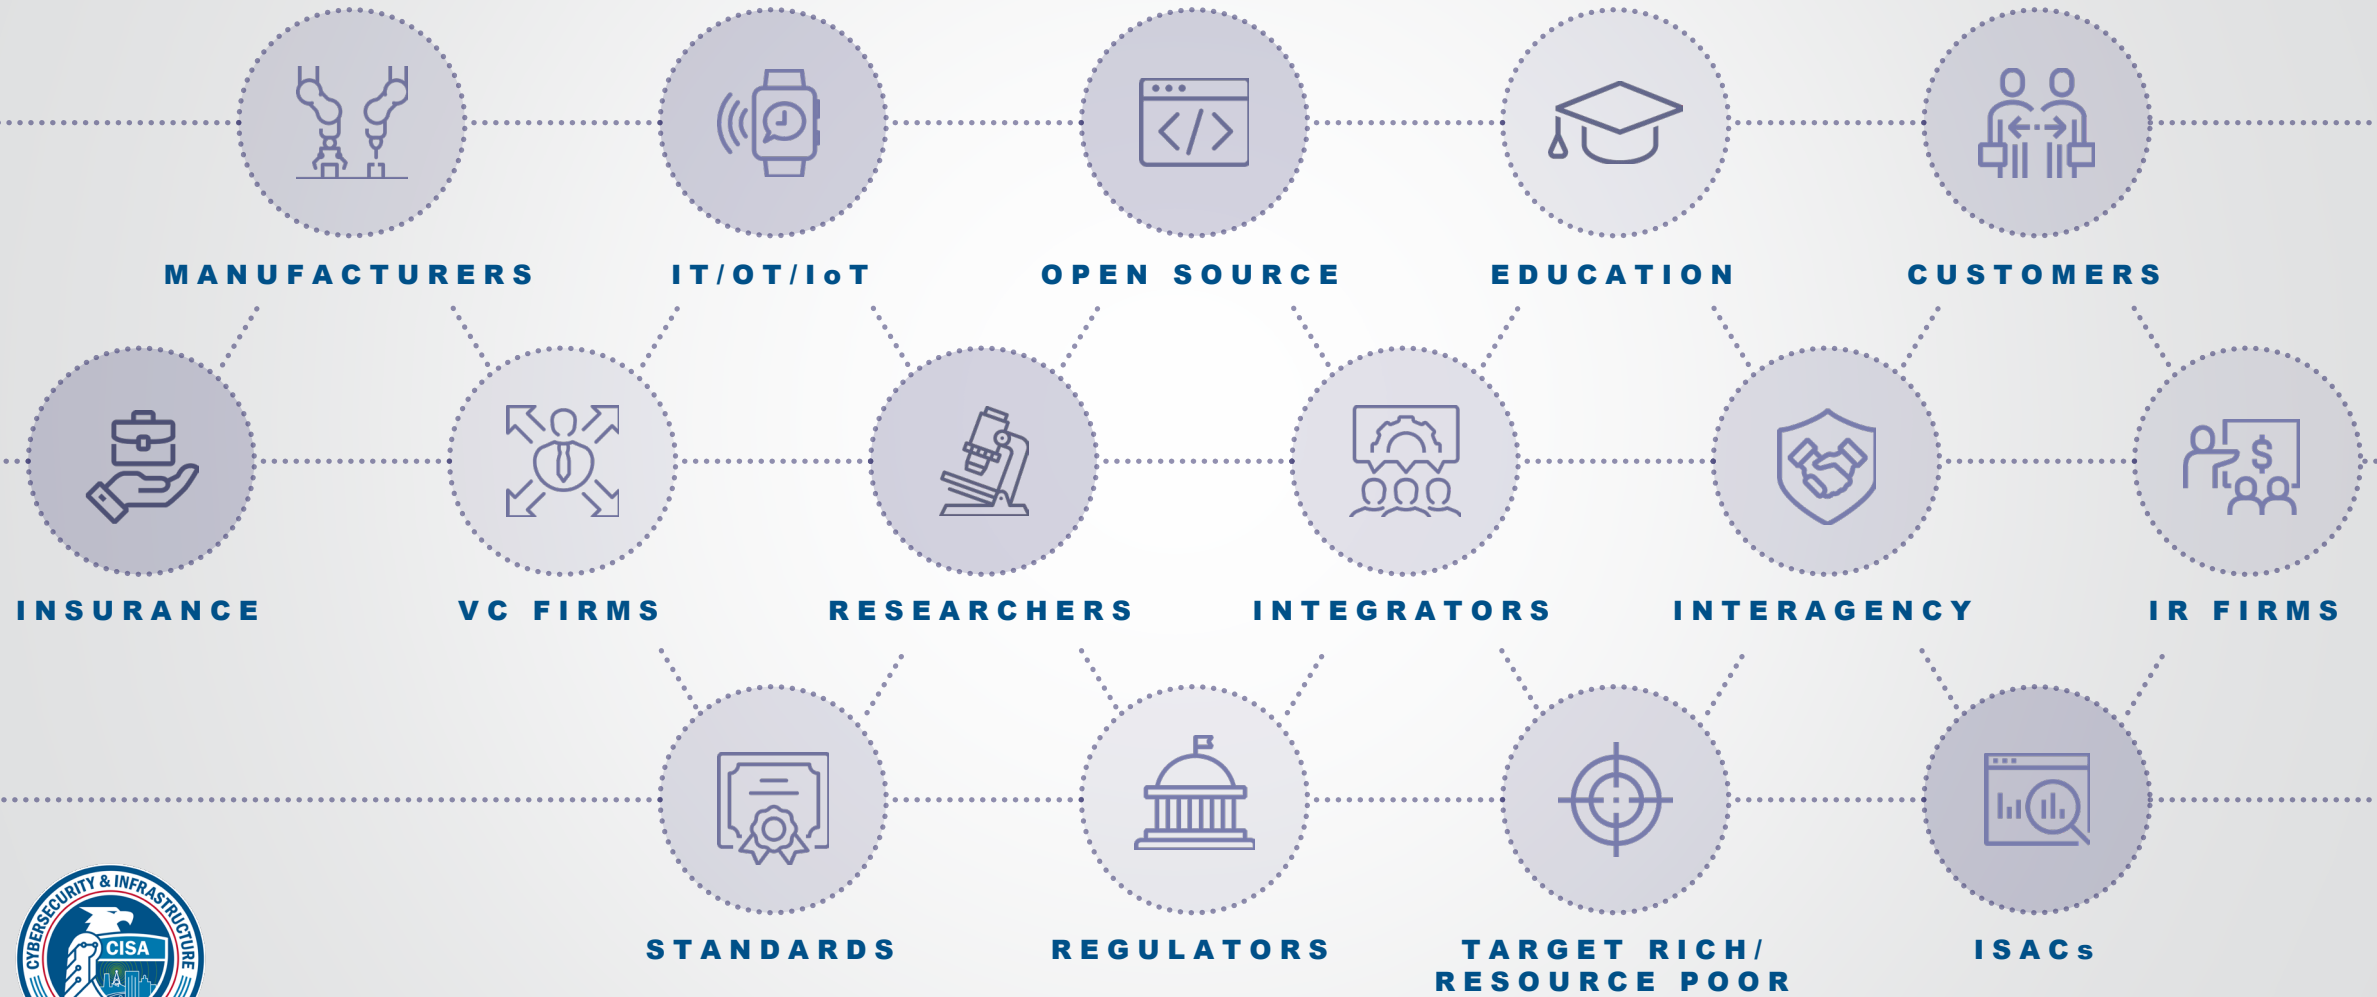 MANUFACTURERS
IT/OT/IoT
OPEN SOURCE
EDUCATION
CUSTOMERS
INSURANCE
VC FIRMS
RESEARCHERS
INTEGRATORS
INTERAGENCY
IR FIRMS
STANDARDS
REGULATORS
TARGET RICH/
RESOURCE POOR
ISACs
CYBERSECURITY & INFRASTRUCTURE
CISA